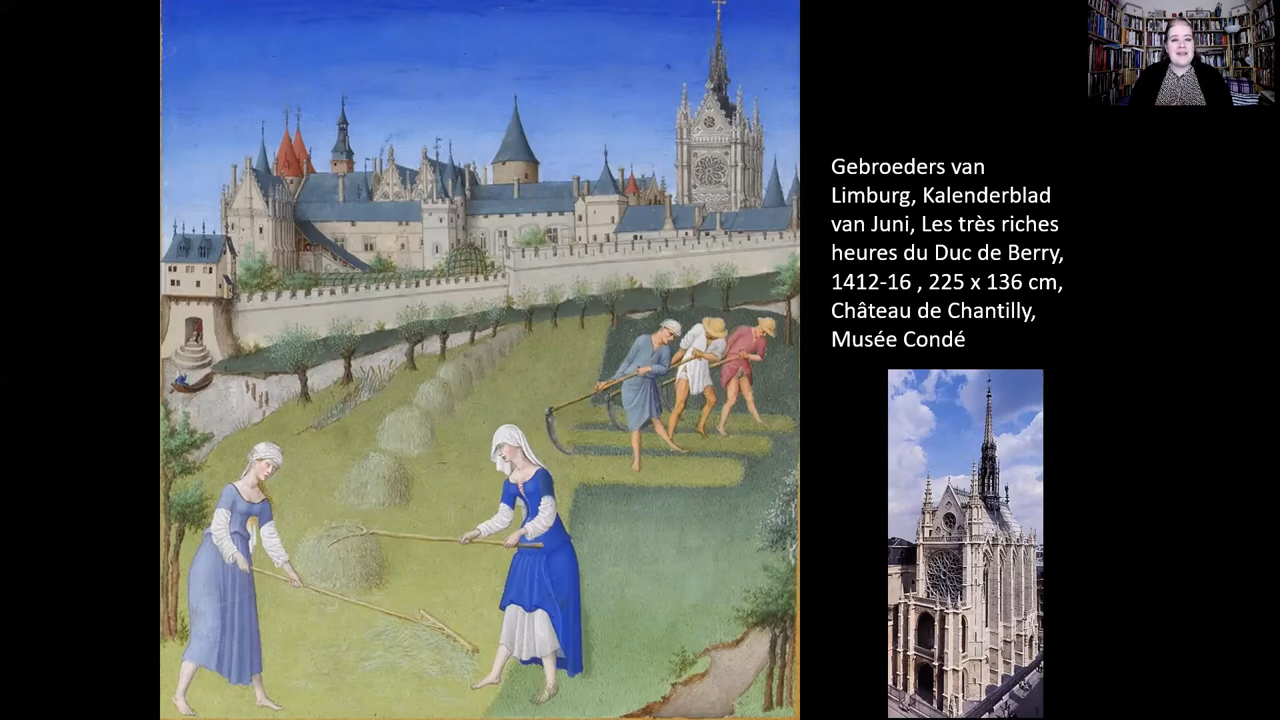 Gebroeders van
Limburg, Kalenderblad
van Juni, Les très riches
heures du Duc de Berry,
1412-16 , 225 x 136 cm,
Château de Chantilly,
Musée Condé